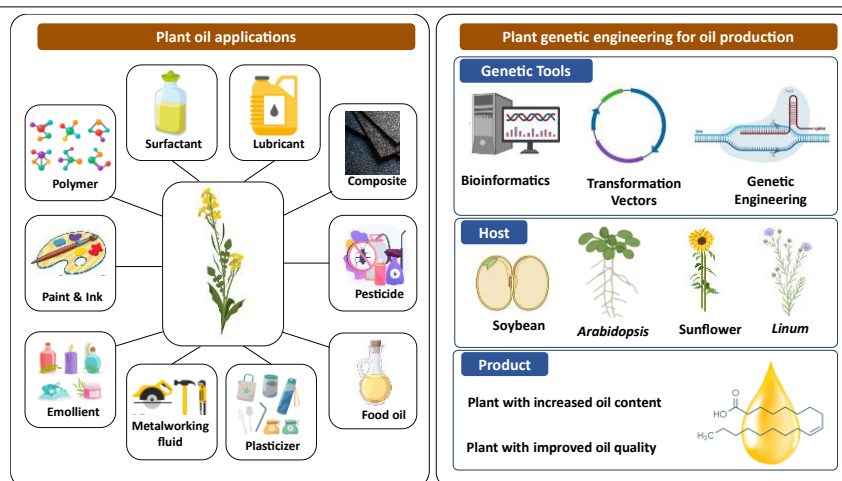 Plant oil applications
Surfactant
Lubricant
Polymer
Composite
Paint & Ink
Pesticide
Emollient
Metalworking
fluid
Plasticizer
Food oil
Plant genetic engineering for oil production
Genetic Tools
Bioinformatics
Transformation
Vectors
Genetic
Engineering
Host
Soybean
Arabidopsis
Sunflower
Linum
Product
Plant with increased oil content
Plant with improved oil quality
O
HO
H₃C